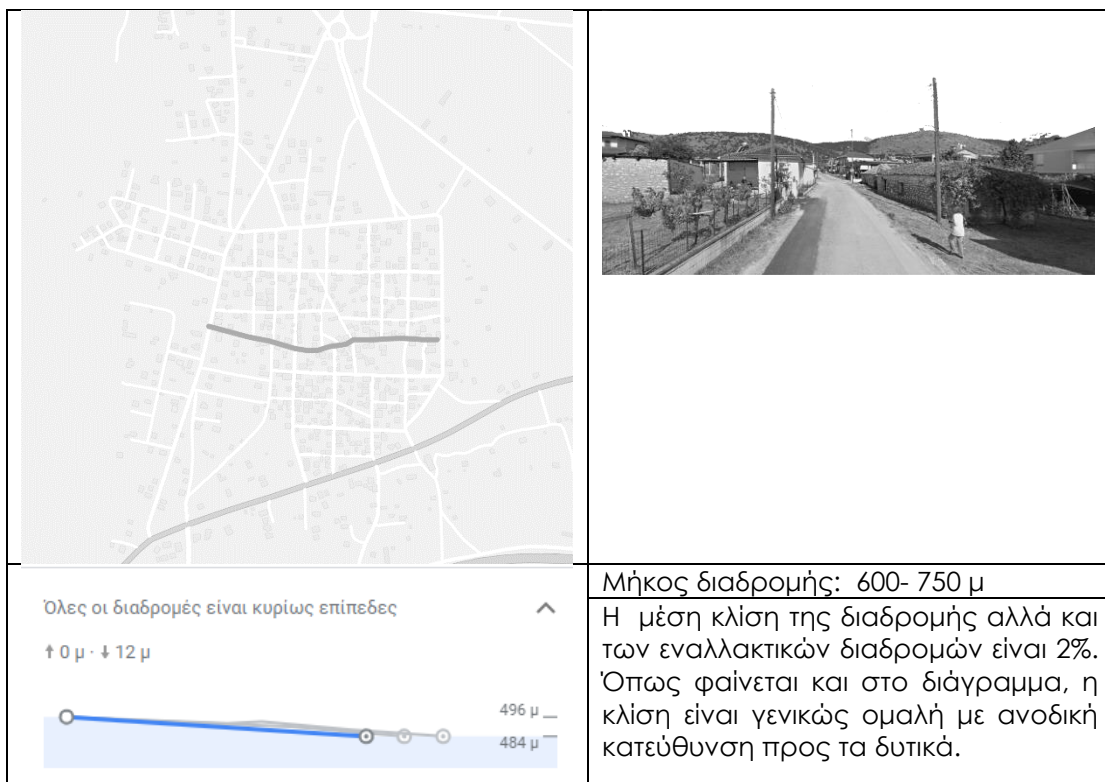 Όλες οι διαδρομές είναι κυρίως επίπεδες
↑ 0 μ · ↓ 12 μ
496 μ
484 μ
Μήκος διαδρομής: 600- 750 μ
Η μέση κλίση της διαδρομής αλλά και
των εναλλακτικών διαδρομών είναι 2%.
Όπως φαίνεται και στο διάγραμμα, η
κλίση είναι γενικώς ομαλή με ανοδική
κατεύθυνση προς τα δυτικά.